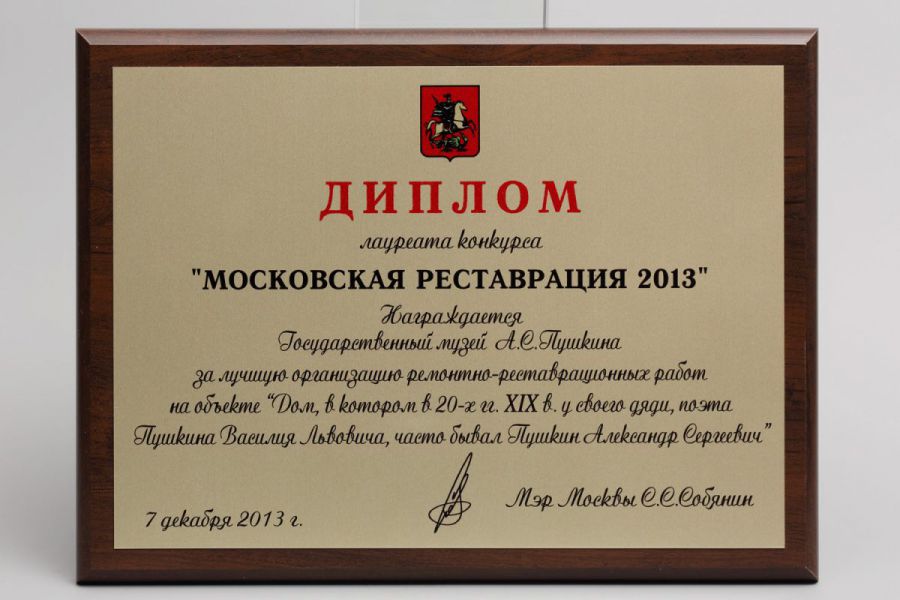 ДИПЛОМ
лауреата конкурса
"МОСКОВСКАЯ РЕСТАВРАЦИЯ 2013"
Награждается
Государственный музей А.С.Пушкина
за лучшую организацию ремонтно-реставрационных работ
на объекте "Дом, в котором в 20-х гг. XIX в. у своего дяди, поэта
Пушкина Василия Львовича, часто бывал Пушкин Александр Сергеевич"
Мэр Москвы С.С.Собянин
7 декабря 2013 г.